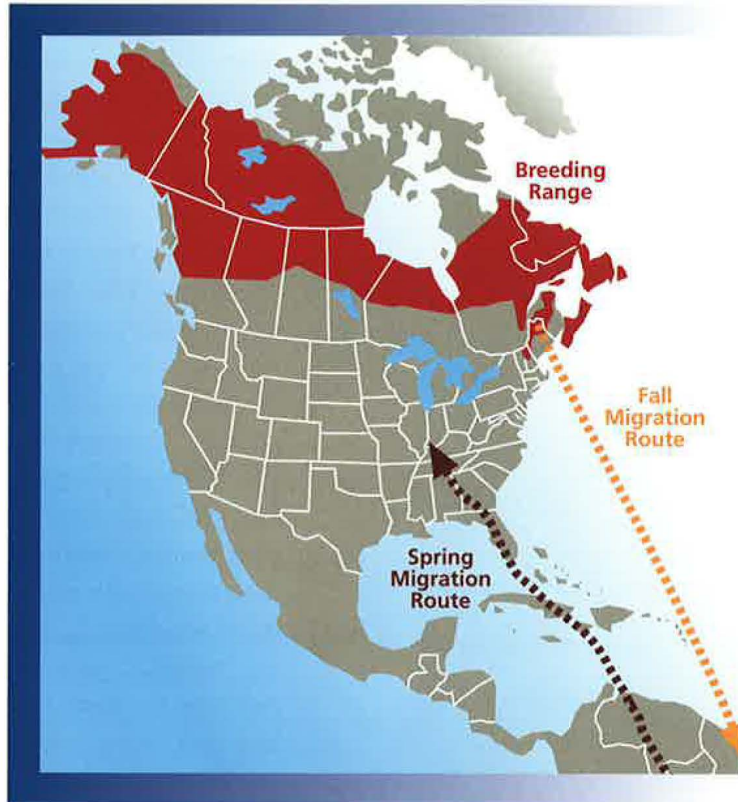 Breeding
Range
Fall
Migration
Route
Spring
Migration
Route